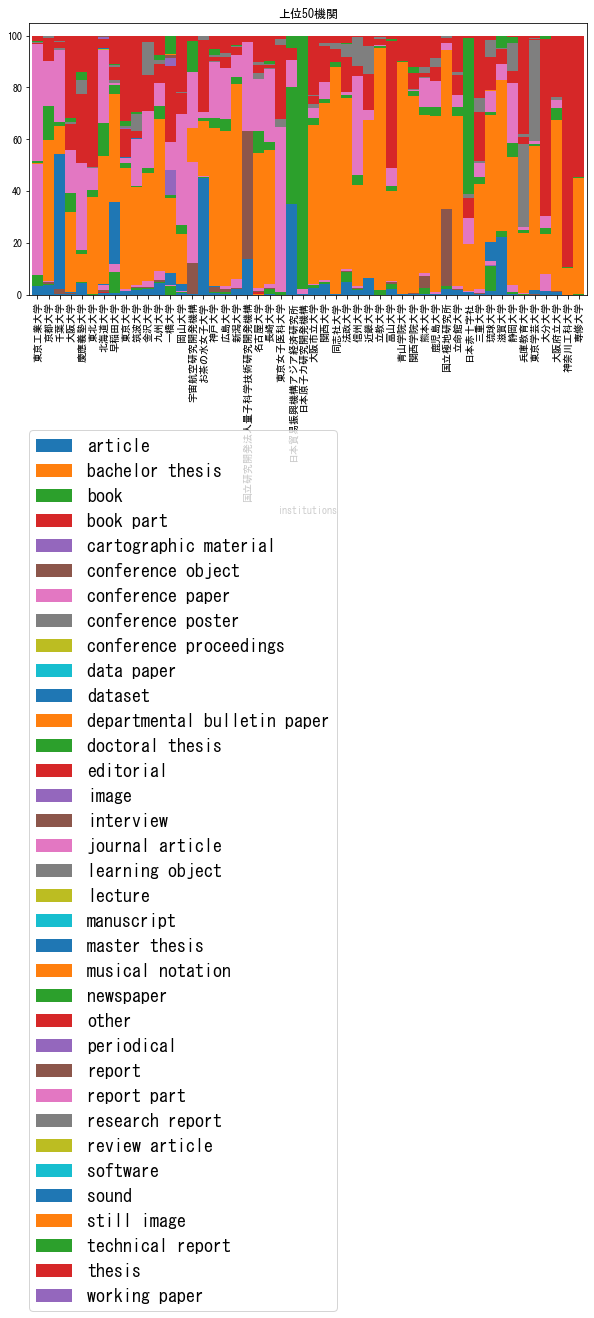 上位50機関
100
80
60
40
20
0
東京工業大学
京都大学
千葉大学
大阪大学
慶應義塾大学
東北大学
北海道大学
早稲田大学
東京大学
筑波大学
金沢大学
九州大学
一橋大学
岡山大学
宇宙航空研究開発機構
お茶の水女子大学
神戸大学
広島大学
新潟大学
国立研究開発法人量子科学技術研究開発機構
名古屋大学
長崎大学
東京女子医科大学
日本貿易振興機構アジア経済研究所
日本原子力研究開発機構
大阪市立大学
関西大学
同志社大学
法政大学
信州大学
近畿大学
立教大学
富山大学
青山学院大学
関西学院大学
熊本大学
鹿児島大学
国立極地研究所
立命館大学
日本赤十字社
三重大学
琉球大学
滋賀大学
静岡大学
兵庫教育大学
東京学芸大学
大分大学
大阪府立大学
神奈川工科大学
専修大学
institutions
article
bachelor thesis
book
book part
cartographic material
conference object
conference paper
conference poster
conference proceedings
data paper
dataset
departmental bulletin paper
doctoral thesis
editorial
image
interview
journal article
learning object
lecture
manuscript
master thesis
musical notation
newspaper
other
periodical
report
report part
research report
review article
software
sound
still image
technical report
thesis
working paper